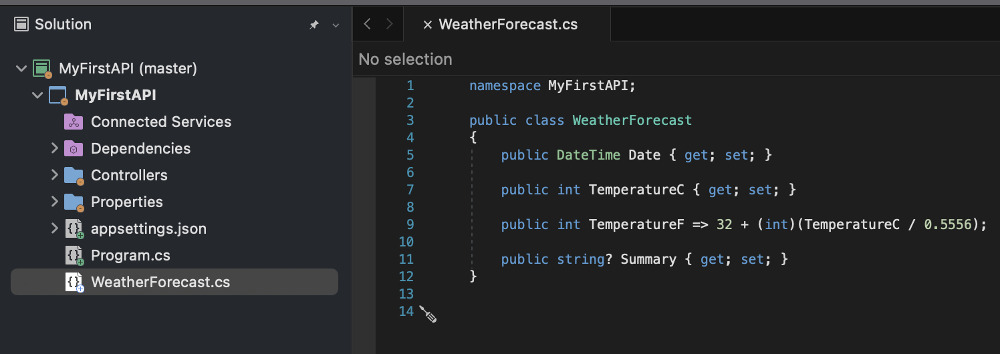 Solution
MyFirstAPI (master)
MyFirstAPI
Connected Services
Dependencies
Controllers
Properties
appsettings.json
Program.cs
WeatherForecast.cs
WeatherForecast.cs
No selection
1 namespace MyFirstAPI;
2
3 public class WeatherForecast
4 {
5 public DateTime Date { get; set; }
6
7 public int TemperatureC { get; set; }
8
9 public int TemperatureF => 32 + (int)(TemperatureC / 0.5556);
10
11 public string? Summary { get; set; }
12 }
13
14